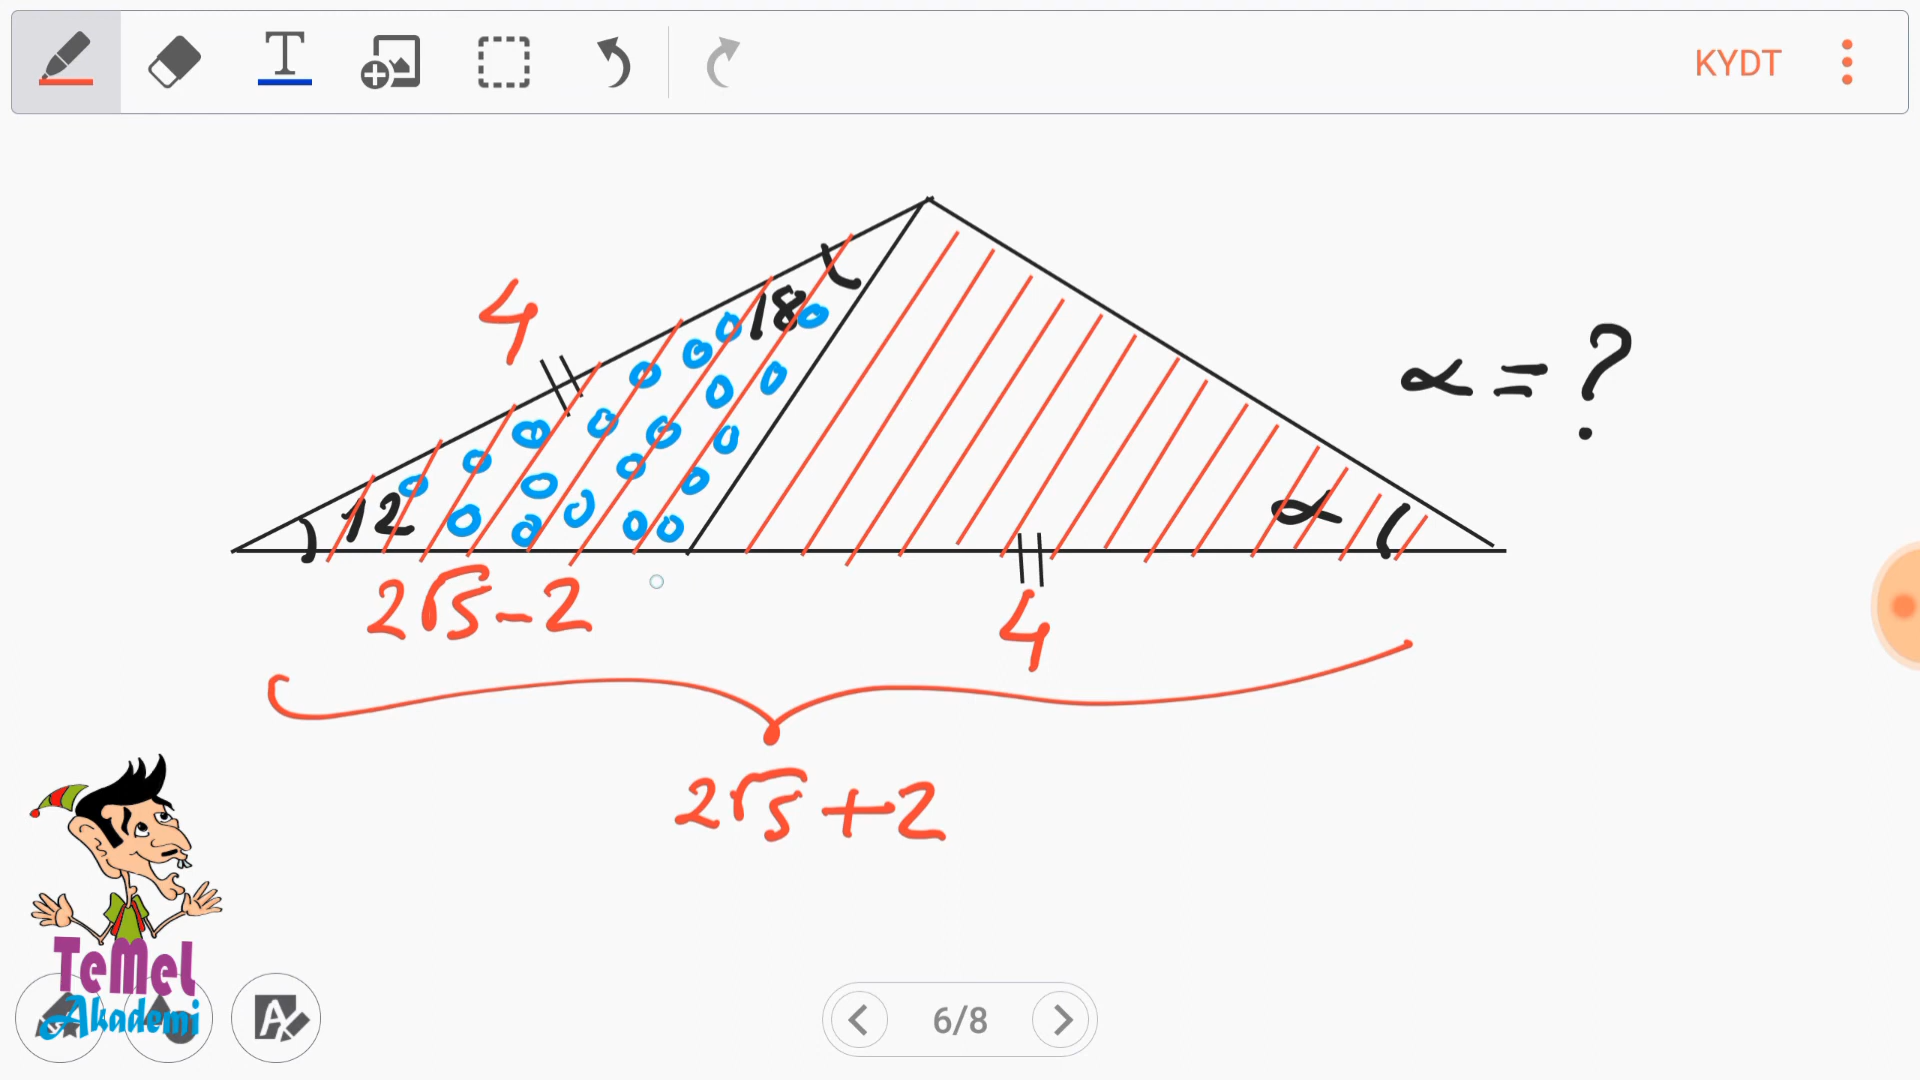 T
KYDT
4
18
12
α
α = ?
2√5-2
4
2√5+2
TeMel
Akademi
A
6/8